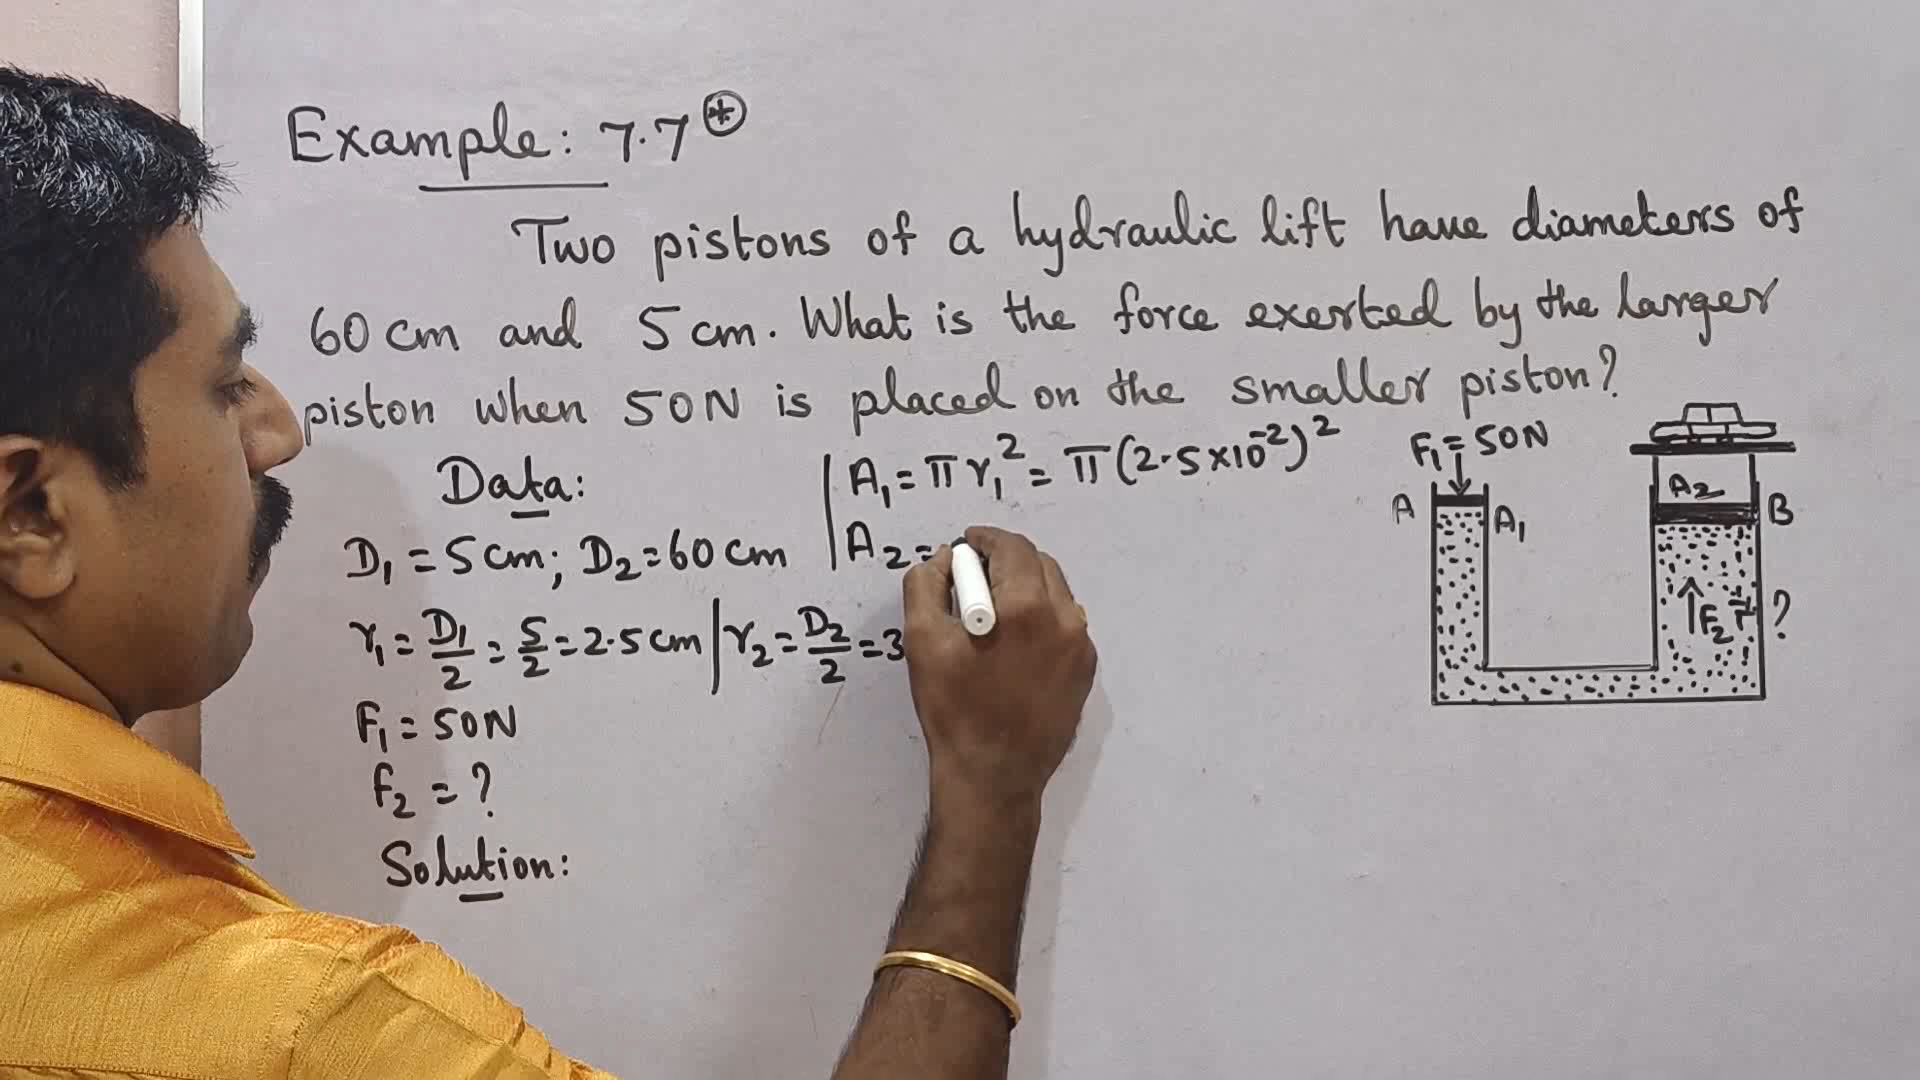 Example: 7.7 *
Two pistons of a hydraulic lift have diameters of
60 cm and 5 cm. What is the force exerted by the larger
piston when 50N is placed on the smaller piston?
Data:
D₁ = 5 cm; D₂ = 60 cm
r₁ = D₁/2 = 5/2 = 2.5 cm | r₂ = D₂/2 = 3
F₁ = 50N
F₂ = ?
Solution:
A₁ = πr₁² = π(2.5×10⁻²)²
A₂ =
F₁ = 50N
A
A₁
A₂
B
F₂
?